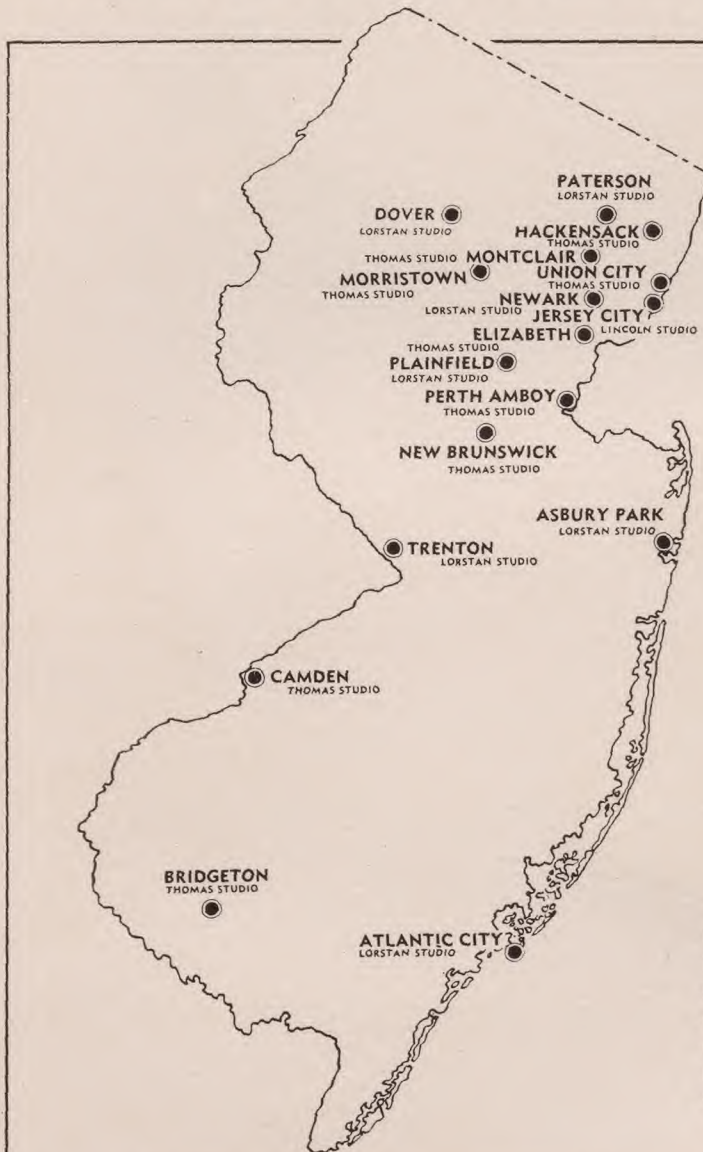 PATERSON
LORSTAN STUDIO
DOVER
LORSTAN STUDIO
HACKENSACK
THOMAS STUDIO
THOMAS STUDIO MONTCLAIR
MORRISTOWN
THOMAS STUDIO
UNION CITY
THOMAS STUDIO
NEWARK
LORSTAN STUDIO
JERSEY CITY
LINCOLN STUDIO
ELIZABETH
THOMAS STUDIO
PLAINFIELD
LORSTAN STUDIO
PERTH AMBOY
THOMAS STUDIO
NEW BRUNSWICK
THOMAS STUDIO
ASBURY PARK
LORSTAN STUDIO
TRENTON
LORSTAN STUDIO
CAMDEN
THOMAS STUDIO
BRIDGETON
THOMAS STUDIO
ATLANTIC CITY
LORSTAN STUDIO